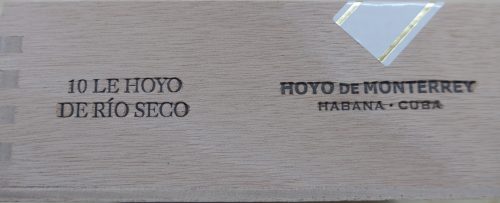 10 LE HOYO
DE RÍO SECO
HOYO DE MONTERREY
HABANA · CUBA